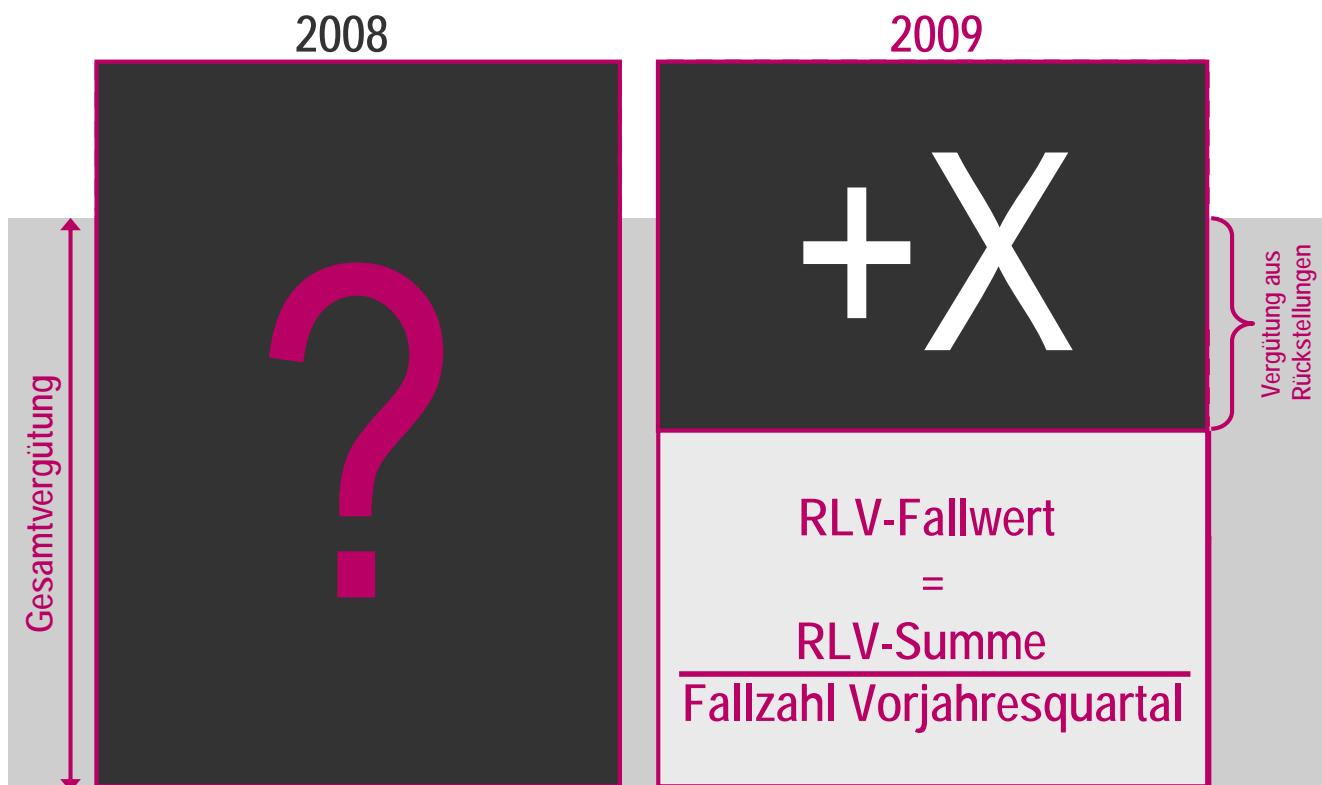 2008
2009
Gesamtvergütung
?
+X
Vergütung aus
Rückstellungen
RLV-Fallwert
=
RLV-Summe
Fallzahl Vorjahresquartal